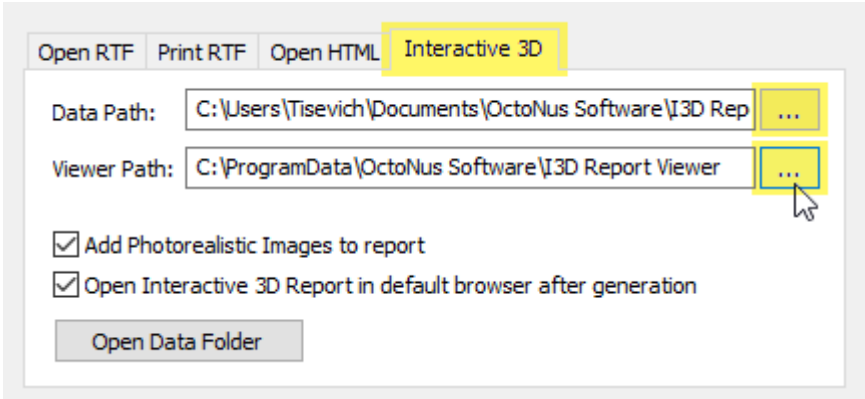 Open RTF Print RTF Open HTML Interactive 3D
Data Path: C:\Users\Tisevich\Documents\OctoNus Software\I3D Rep ...
Viewer Path: C:\ProgramData\OctoNus Software\I3D Report Viewer ...
Add Photorealistic Images to report
Open Interactive 3D Report in default browser after generation
Open Data Folder